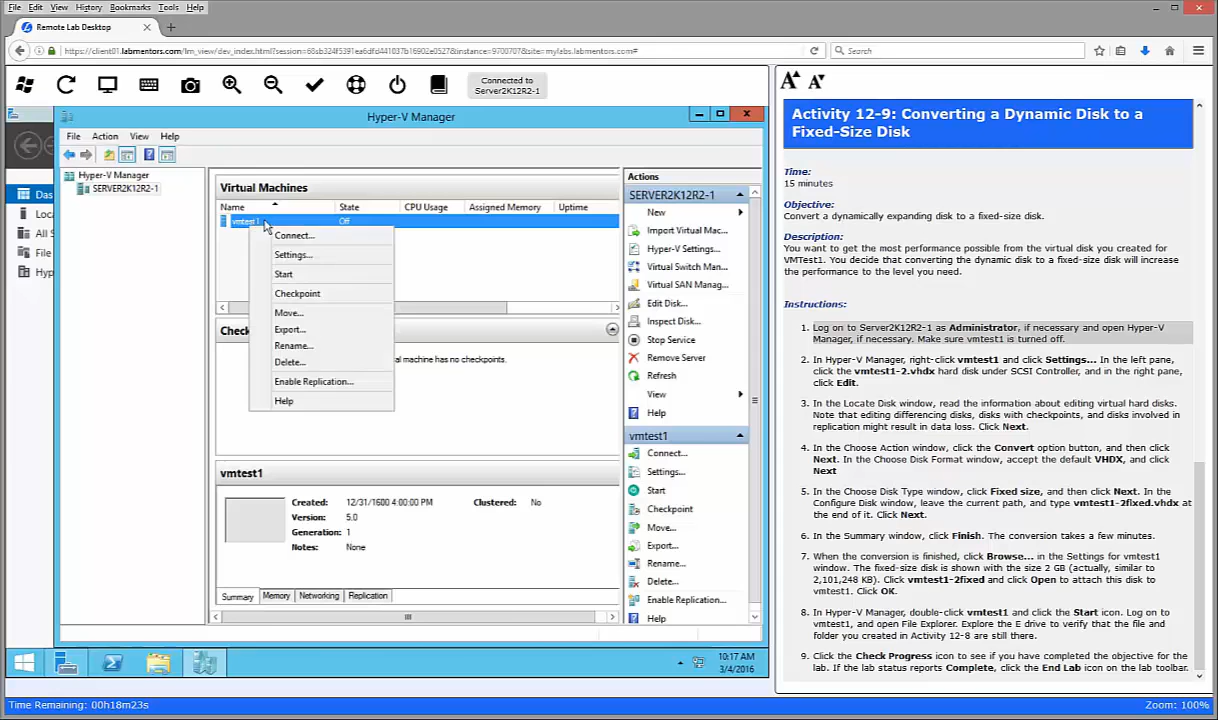 File Edit View History Bookmarks Tools Help
Remote Lab Desktop
https://client01.labmentors.com/lm_view/dev_index.html?session=
Search
Connected to
Server2K12R2-1
Hyper-V Manager
File Action View Help
Hyper-V Manager
SERVER2K12R2-1
Das
Loca
All S
File
Hyp
Virtual Machines
Name State CPU Usage Assigned Memory Uptime
vmtest1 Off
Connect...
Settings...
Start
Checkpoint
Move...
Export...
Rename...
Delete...
Enable Replication...
Help
Check
al machine has no checkpoints.
vmtest1
Created: 12/31/1600 4:00:00 PM Clustered: No
Version: 5.0
Generation: 1
Notes: None
Summary Memory Networking Replication
Actions
SERVER2K12R2-1
New
Import Virtual Mac...
Hyper-V Settings...
Virtual Switch Man...
Virtual SAN Manag...
Edit Disk...
Inspect Disk...
Stop Service
Remove Server
Refresh
View
Help
vmtest1
Connect...
Settings...
Start
Checkpoint
Move...
Export...
Rename...
Delete...
Enable Replication...
Help
10:17 AM
3/4/2016
Time Remaining: 00h18m23s
A A
Activity 12-9: Converting a Dynamic Disk to a
Fixed-Size Disk
Time:
15 minutes
Objective:
Convert a dynamically expanding disk to a fixed-size disk.
Description:
You want to get the most performance possible from the virtual disk you created for
VMTest1. You decide that converting the dynamic disk to a fixed-size disk will increase
the performance to the level you need.
Instructions:
1. Log on to Server2K12R2-1 as Administrator, if necessary and open Hyper-V
Manager, if necessary. Make sure vmtest1 is turned off.
2. In Hyper-V Manager, right-click vmtest1 and click Settings... In the left pane,
click the vmtest1-2.vhdx hard disk under SCSI Controller, and in the right pane,
click Edit.
3. In the Locate Disk window, read the information about editing virtual hard disks.
Note that editing differencing disks, disks with checkpoints, and disks involved in
replication might result in data loss. Click Next.
4. In the Choose Action window, click the Convert option button, and then click
Next. In the Choose Disk Format window, accept the default VHDX, and click
Next
5. In the Choose Disk Type window, click Fixed size, and then click Next. In the
Configure Disk window, leave the current path, and type vmtest1-2fixed.vhdx at
the end of it. Click Next.
6. In the Summary window, click Finish. The conversion takes a few minutes.
7. When the conversion is finished, click Browse... in the Settings for vmtest1
window. The fixed-size disk is shown with the size 2 GB (actually, similar to
2,101,248 KB). Click vmtest1-2fixed and click Open to attach this disk to
vmtest1. Click OK.
8. In Hyper-V Manager, double-click vmtest1 and click the Start icon. Log on to
vmtest1, and open File Explorer. Explore the E drive to verify that the file and
folder you created in Activity 12-8 are still there.
9. Click the Check Progress icon to see if you have completed the objective for the
lab. If the lab status reports Complete, click the End Lab icon on the lab toolbar.
Zoom: 100%